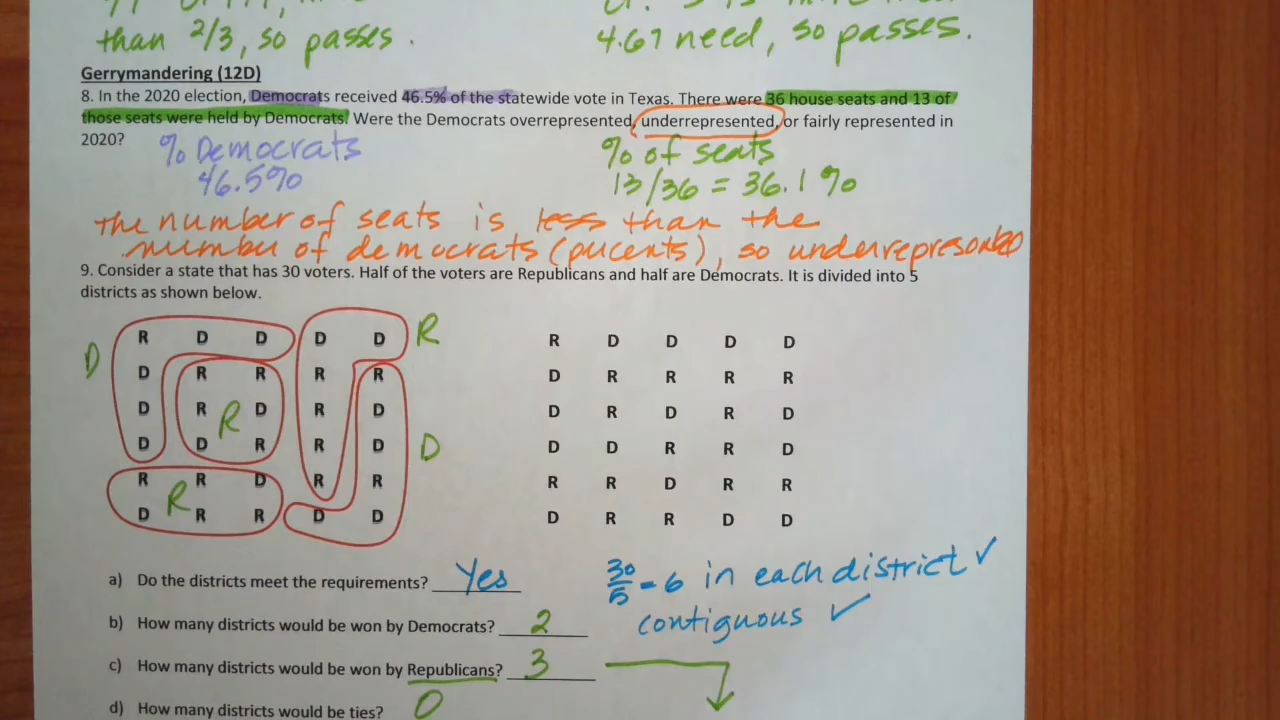 than 2/3, so passes.
4.67 need, so passes.
Gerrymandering (12D)
8. In the 2020 election, Democrats received 46.5% of the statewide vote in Texas. There were 36 house seats and 13 of
those seats were held by Democrats. Were the Democrats overrepresented, underrepresented, or fairly represented in
2020?
% Democrats
46.5%
% of seats
13/36 = 36.1%
the number of seats is less than the
number of democrats (percents), so underrepresented
9. Consider a state that has 30 voters. Half of the voters are Republicans and half are Democrats. It is divided into 5
districts as shown below.
R D D D D R
D
D R R R R
D R D R D
R
D D R R D
D
R R D R R
R
D R R D D
R D D D D
D R R R R
D R D R D
D D R R D
R R D R R
D R R D D
a) Do the districts meet the requirements? Yes
30/5 = 6 in each district ✓
contiguous ✓
b) How many districts would be won by Democrats? 2
c) How many districts would be won by Republicans? 3
d) How many districts would be ties? 0